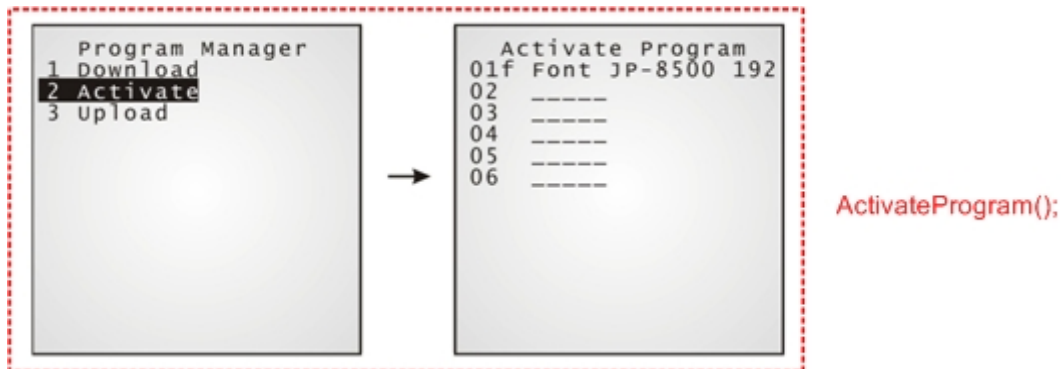 Program Manager
1 Download
2 Activate
3 Upload
Activate Program
01f Font JP-8500 192
02 _____
03 _____
04 _____
05 _____
06 _____
ActivateProgram();